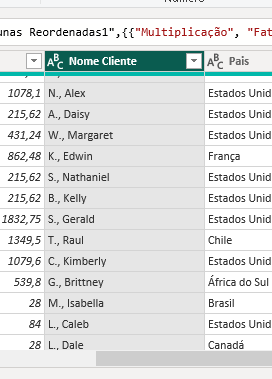 unas Reordenadas1",{{"Multiplicação", "Fat
ABC Nome Cliente ABC Pais
1078,1 N., Alex Estados Unid
215,62 A., Daisy Estados Unid
431,24 W., Margaret Estados Unid
862,48 K., Edwin França
215,62 S., Nathaniel Estados Unid
215,62 B., Kelly Estados Unid
1832,75 S., Gerald Estados Unid
1349,5 T., Raul Chile
1079,6 C., Kimberly Estados Unid
539,8 G., Brittney África do Sul
28 M., Isabella Brasil
84 L., Caleb Estados Unid
28 L., Dale Canadá